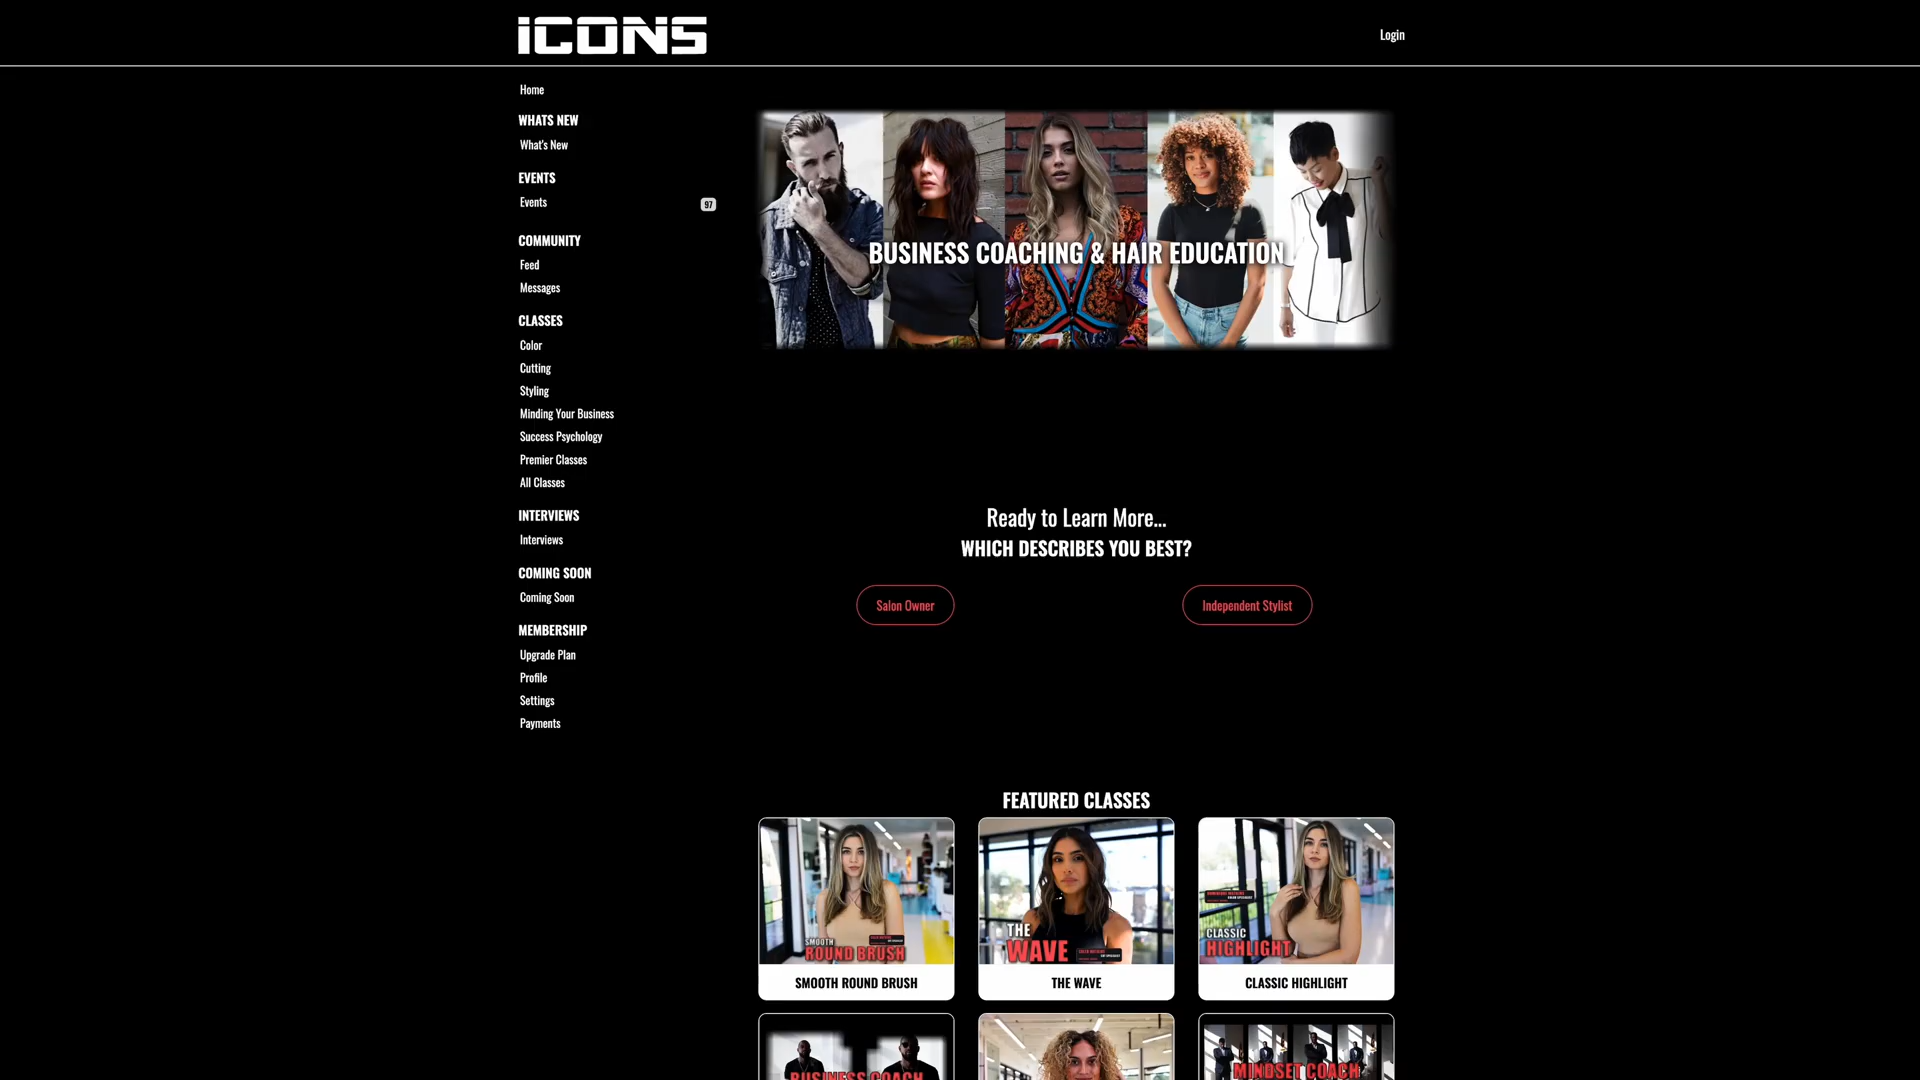 ICONS
Login
Home
WHATS NEW
What's New
EVENTS
Events
97
COMMUNITY
Feed
Messages
CLASSES
Color
Cutting
Styling
Minding Your Business
Success Psychology
Premier Classes
All Classes
INTERVIEWS
Interviews
COMING SOON
Coming Soon
MEMBERSHIP
Upgrade Plan
Profile
Settings
Payments
BUSINESS COACHING & HAIR EDUCATION
Ready to Learn More...
WHICH DESCRIBES YOU BEST?
Salon Owner
Independent Stylist
FEATURED CLASSES
SMOOTH
ROUND BRUSH
SMOOTH ROUND BRUSH
THE
WAVE
THE WAVE
CLASSIC
HIGHLIGHT
CLASSIC HIGHLIGHT
BUSINESS COACH
MINDSET COACH